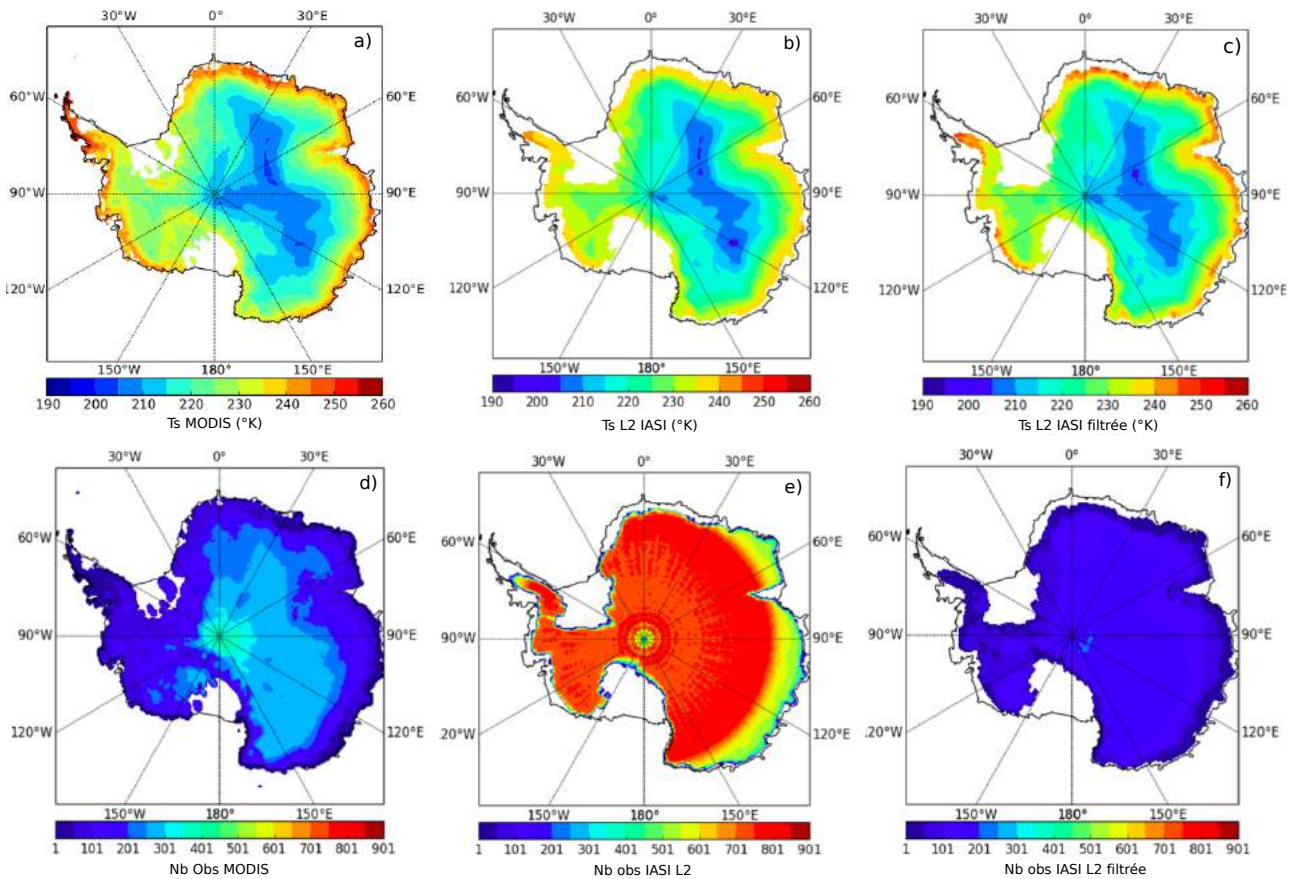 30°W 0° 30°E a)
60°W 60°E
90°W 90°E
120°W 120°E
150°W 180° 150°E
190 200 210 220 230 240 250 260
Ts MODIS (°K)
30°W 0° 30°E b)
60°W 60°E
90°W 90°E
120°W 120°E
150°W 180° 150°E
190 200 210 220 230 240 250 260
Ts L2 IASI (°K)
30°W 0° 30°E c)
60°W 60°E
90°W 90°E
120°W 120°E
150°W 180° 150°E
190 200 210 220 230 240 250 260
Ts L2 IASI filtrée (°K)
30°W 0° 30°E d)
60°W 60°E
90°W 90°E
120°W 120°E
150°W 180° 150°E
1 101 201 301 401 501 601 701 801 901
Nb Obs MODIS
30°W 0° 30°E e)
60°W 60°E
90°W 90°E
20°W 120°E
150°W 180° 150°E
1 101 201 301 401 501 601 701 801 901
Nb obs IASI L2
30°W 0° 30°E f)
60°W 60°E
90°W 90°E
120°W 120°E
150°W 180° 150°E
1 101 201 301 401 501 601 701 801 901
Nb obs IASI L2 filtrée